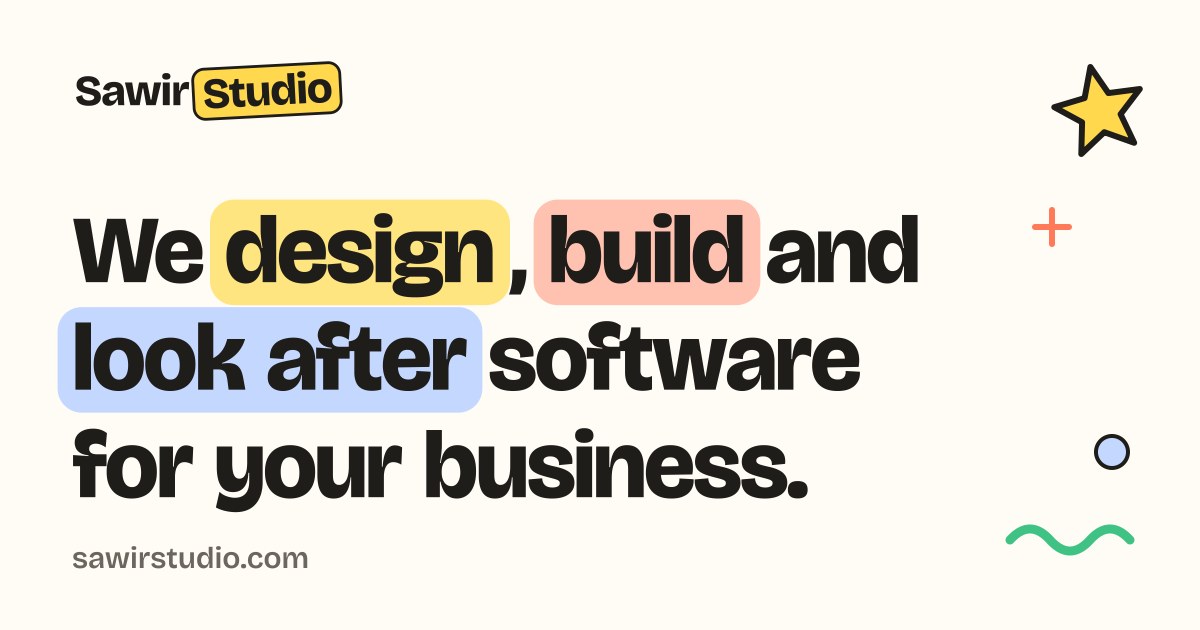 Sawir Studio
We design, build and
look after software
for your business.
sawirstudio.com